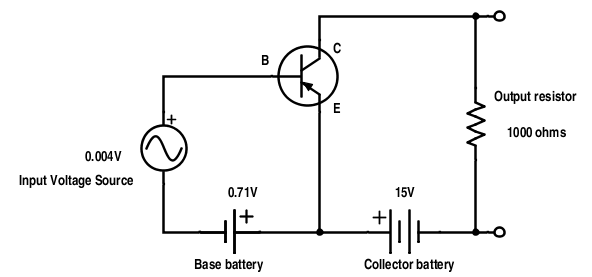 C
B
E
+
0.004V
Input Voltage Source
Output resistor
1000 ohms
0.71V
+
15V
+
Base battery
Collector battery